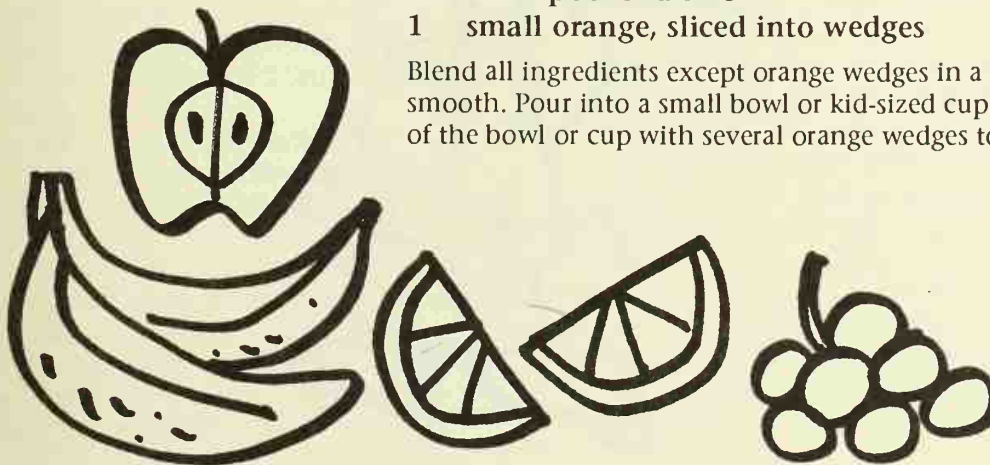 1 small orange, sliced into wedges
Blend all ingredients except orange wedges in a
smooth. Pour into a small bowl or kid-sized cup
of the bowl or cup with several orange wedges